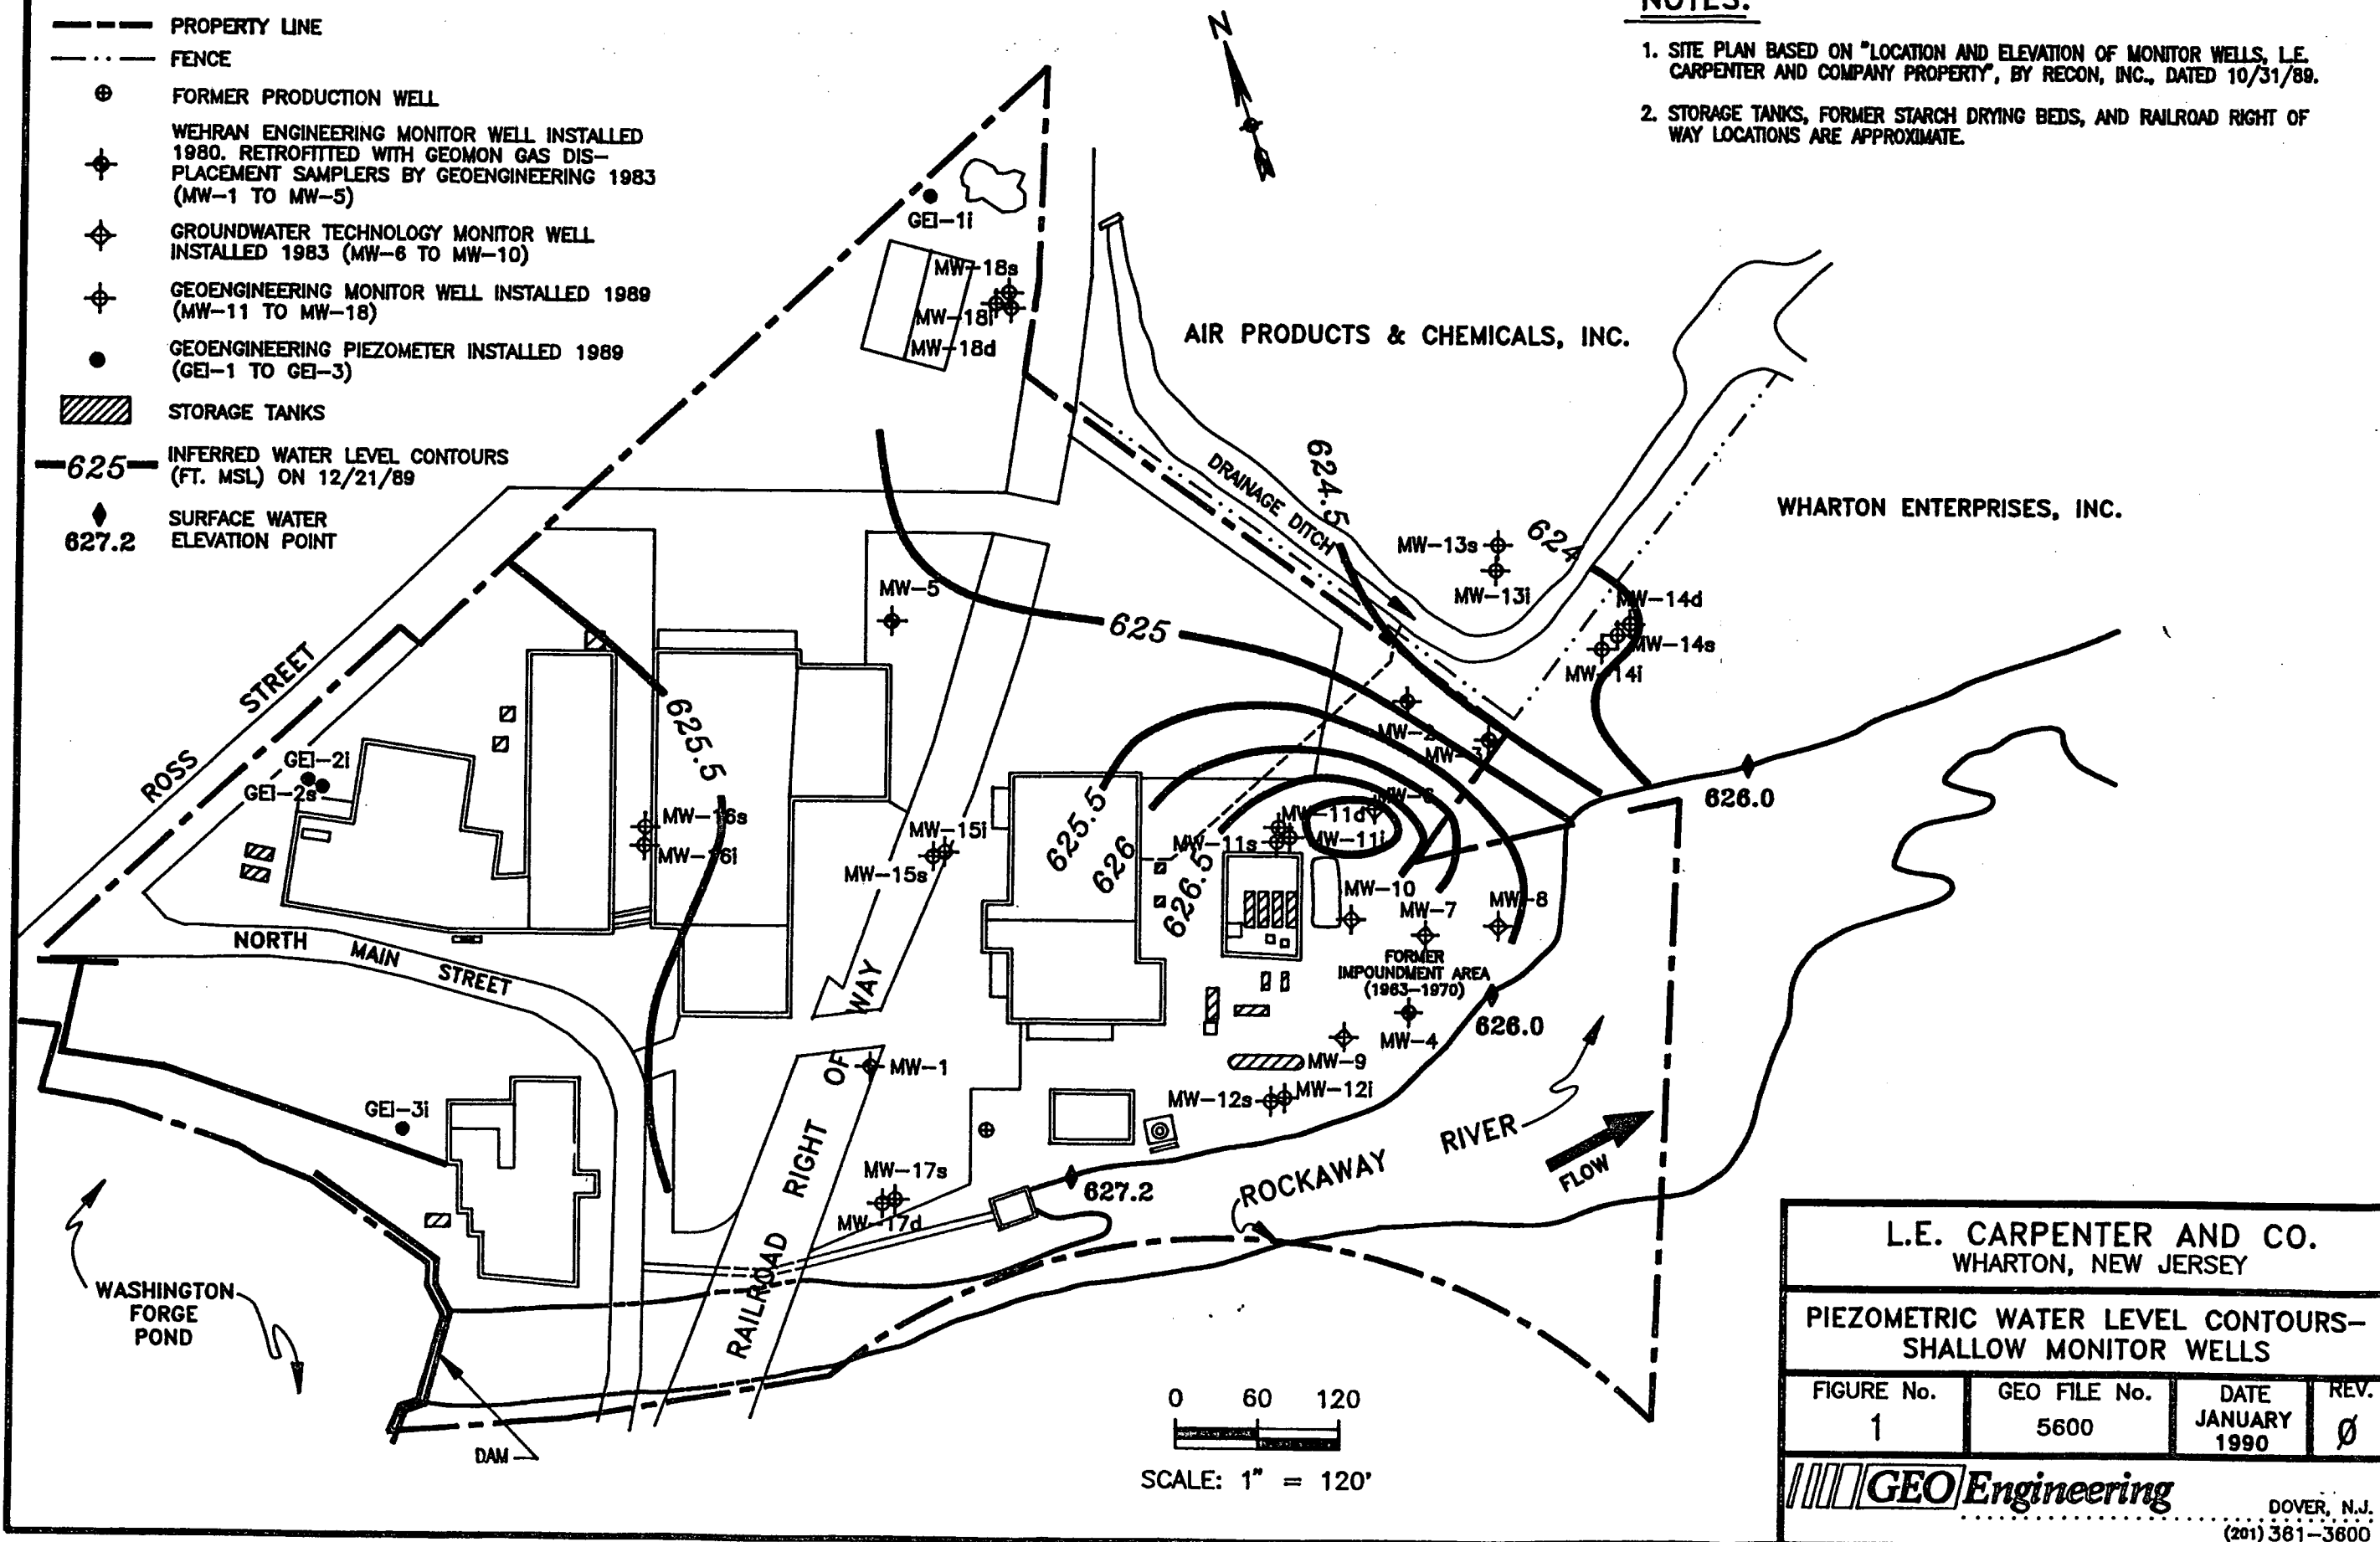 PROPERTY LINE
FENCE
FORMER PRODUCTION WELL
WEHRAN ENGINEERING MONITOR WELL INSTALLED
1980. RETROFITTED WITH GEOMON GAS DIS-
PLACEMENT SAMPLERS BY GEOENGINEERING 1983
(MW-1 TO MW-5)
GROUNDWATER TECHNOLOGY MONITOR WELL
INSTALLED 1983 (MW-6 TO MW-10)
GEOENGINEERING MONITOR WELL INSTALLED 1989
(MW-11 TO MW-18)
GEOENGINEERING PIEZOMETER INSTALLED 1989
(GEI-1 TO GEI-3)
STORAGE TANKS
625
INFERRED WATER LEVEL CONTOURS
(FT. MSL) ON 12/21/89
627.2
SURFACE WATER
ELEVATION POINT
N
NOTES:
1. SITE PLAN BASED ON "LOCATION AND ELEVATION OF MONITOR WELLS, L.E.
CARPENTER AND COMPANY PROPERTY", BY RECON, INC., DATED 10/31/89.
2. STORAGE TANKS, FORMER STARCH DRYING BEDS, AND RAILROAD RIGHT OF
WAY LOCATIONS ARE APPROXIMATE.
GEI-1i
MW-18s
MW-18i
MW-18d
AIR PRODUCTS & CHEMICALS, INC.
WHARTON ENTERPRISES, INC.
DRAINAGE DITCH
624.5
624
MW-13s
MW-13i
MW-14d
MW-14s
MW-14i
MW-5
625
ROSS STREET
625.5
GEI-2i
GEI-2s
MW-16s
MW-16i
MW-15i
MW-15s
MW-2
MW-3
MW-6
MW-11d
MW-11i
MW-11s
625.5
626
626.5
626.0
MW-10
MW-7
MW-8
FORMER
IMPOUNDMENT AREA
(1963-1970)
626.0
MW-4
MW-9
MW-12s
MW-12i
NORTH MAIN STREET
RAILROAD RIGHT OF WAY
MW-1
GEI-3i
MW-17s
MW-17d
627.2
ROCKAWAY RIVER
FLOW
WASHINGTON
FORGE
POND
DAM
0 60 120
SCALE: 1" = 120'
L.E. CARPENTER AND CO.
WHARTON, NEW JERSEY
PIEZOMETRIC WATER LEVEL CONTOURS-
SHALLOW MONITOR WELLS
FIGURE No.
1
GEO FILE No.
5600
DATE
JANUARY
1990
REV.
Ø
GEO Engineering
DOVER, N.J.
(201) 361-3600